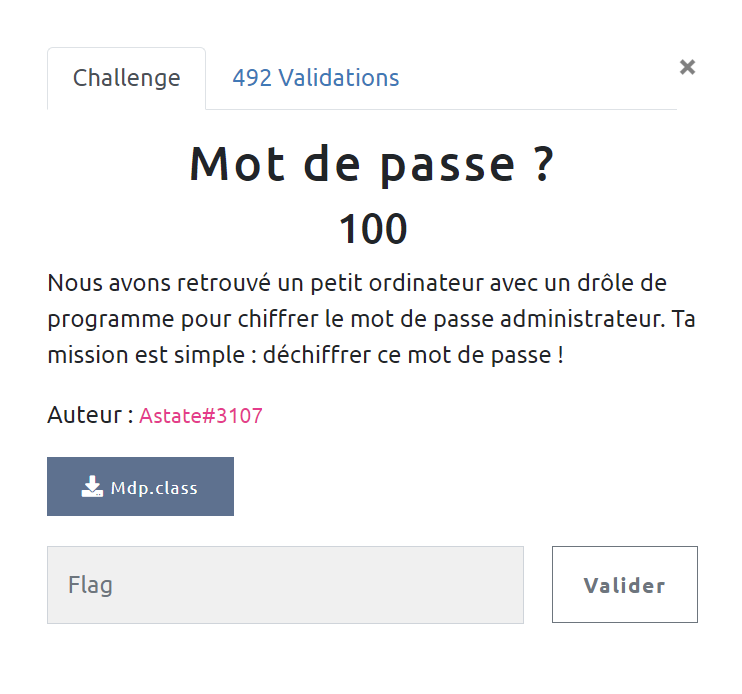 Challenge
492 Validations
×
Mot de passe ?
100
Nous avons retrouvé un petit ordinateur avec un drôle de
programme pour chiffrer le mot de passe administrateur. Ta
mission est simple : déchiffrer ce mot de passe !
Auteur : Astate#3107
Mdp.class
Flag
Valider